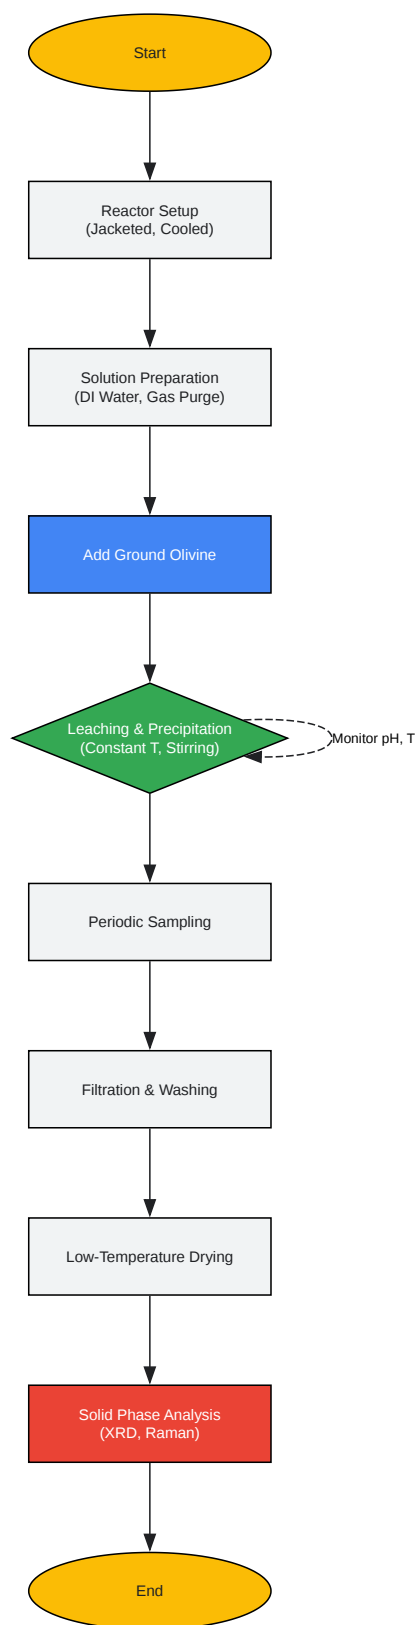 Start
Reactor Setup
(Jacketed, Cooled)
Solution Preparation
(DI Water, Gas Purge)
Add Ground Olivine
Leaching & Precipitation
(Constant T, Stirring)
Monitor pH, T
Periodic Sampling
Filtration & Washing
Low-Temperature Drying
Solid Phase Analysis
(XRD, Raman)
End